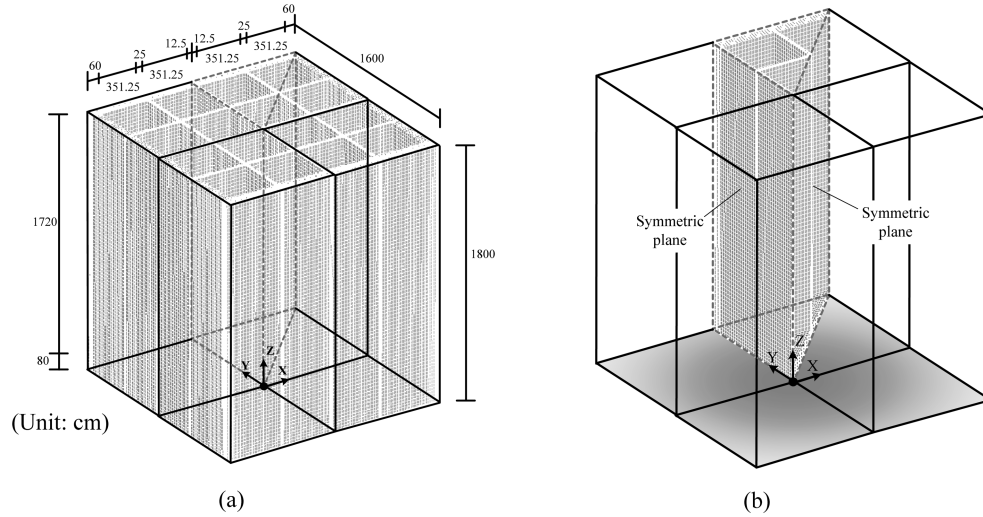 60
25
12.5
12.5
25
60
351.25
351.25
351.25
351.25
1600
1720
80
1800
Z
Y
X
(Unit: cm)
(a)
Symmetric
plane
Symmetric
plane
Z
Y
X
(b)